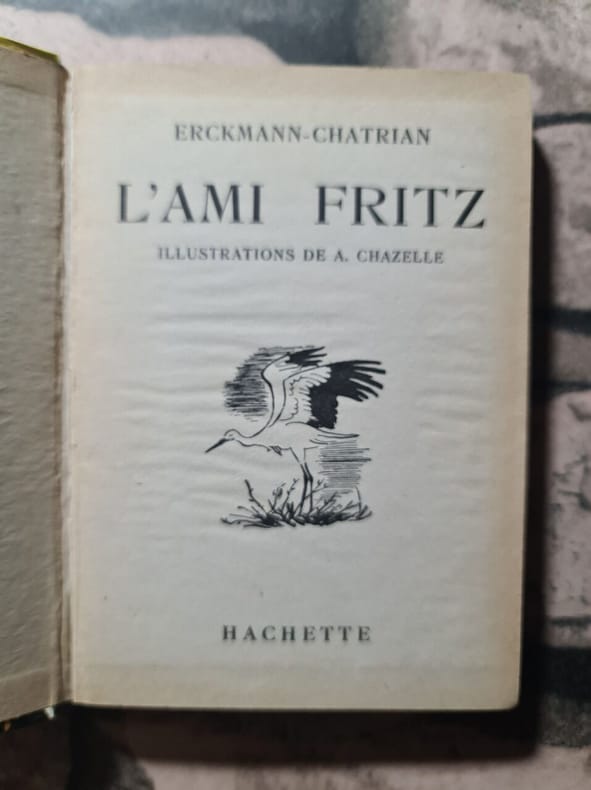 ERCKMANN-CHATRIAN
L'AMI FRITZ
ILLUSTRATIONS DE A. CHAZELLE
HACHETTE